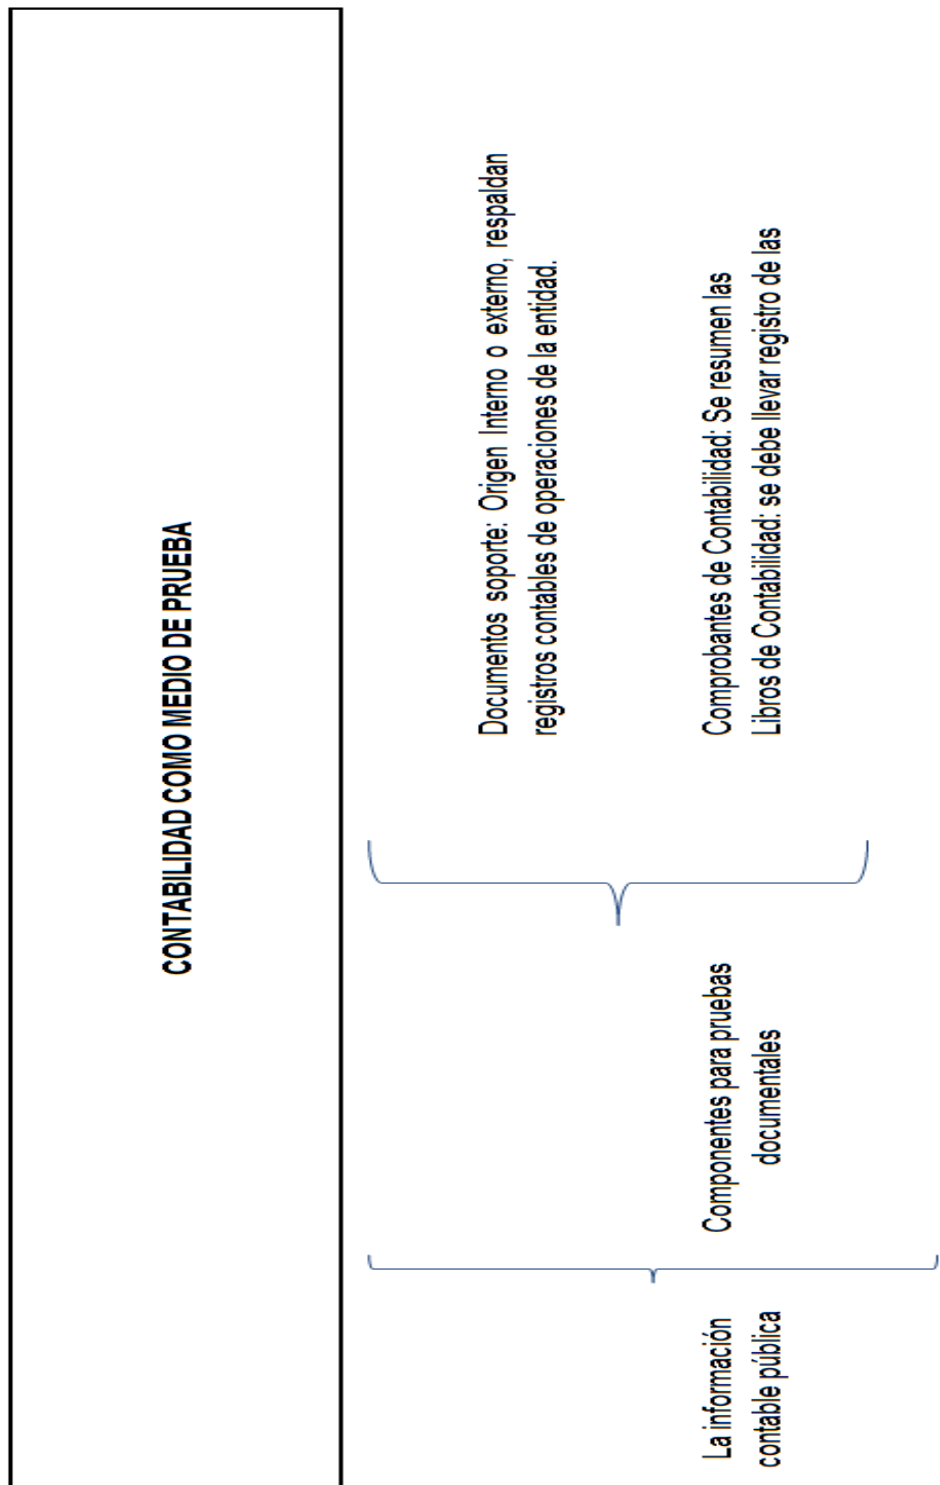 CONTABILIDAD COMO MEDIO DE PRUEBA
La información
contable pública
Componentes para pruebas
documentales
Documentos soporte: Origen Interno o externo, respaldan
registros contables de operaciones de la entidad.
Comprobantes de Contabilidad: Se resumen las
Libros de Contabilidad: se debe llevar registro de las